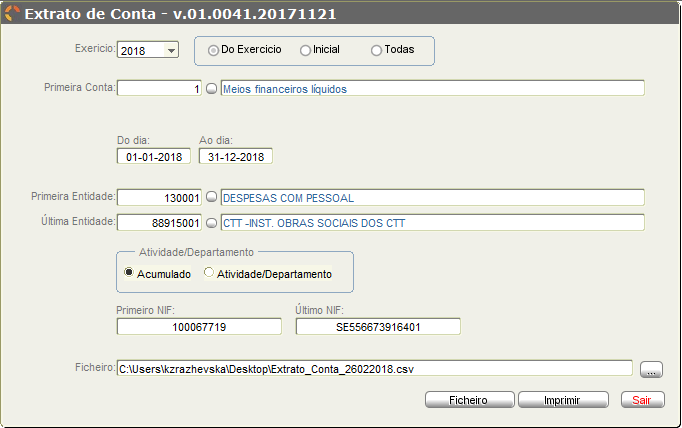 Extrato de Conta - v.01.0041.20171121
Exericio: 2018 Do Exercicio Inicial Todas
Primeira Conta: 1 Meios financeiros líquidos
Do dia: Ao dia:
01-01-2018 31-12-2018
Primeira Entidade: 130001 DESPESAS COM PESSOAL
Última Entidade: 88915001 CTT -INST. OBRAS SOCIAIS DOS CTT
Atividade/Departamento
Acumulado Atividade/Departamento
Primeiro NIF: Último NIF:
100067719 SE556673916401
Ficheiro: C:\Users\kzrazhevska\Desktop\Extrato_Conta_26022018.csv ...
Ficheiro Imprimir Sair